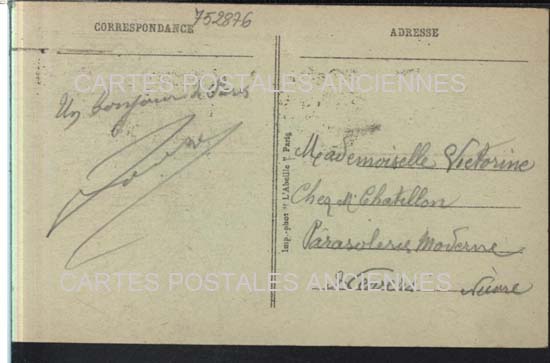 752876
CORRESPONDANCE
ADRESSE
CARTES POSTALES ANCIENNES
Un bonjour de Paris
Imp.-phot "L'Abeille" Paris
Mademoiselle Victorine
Chez Mr Chatillon
Parasolerie Moderne
Nièvre
CARTES POSTALES ANCIENNES